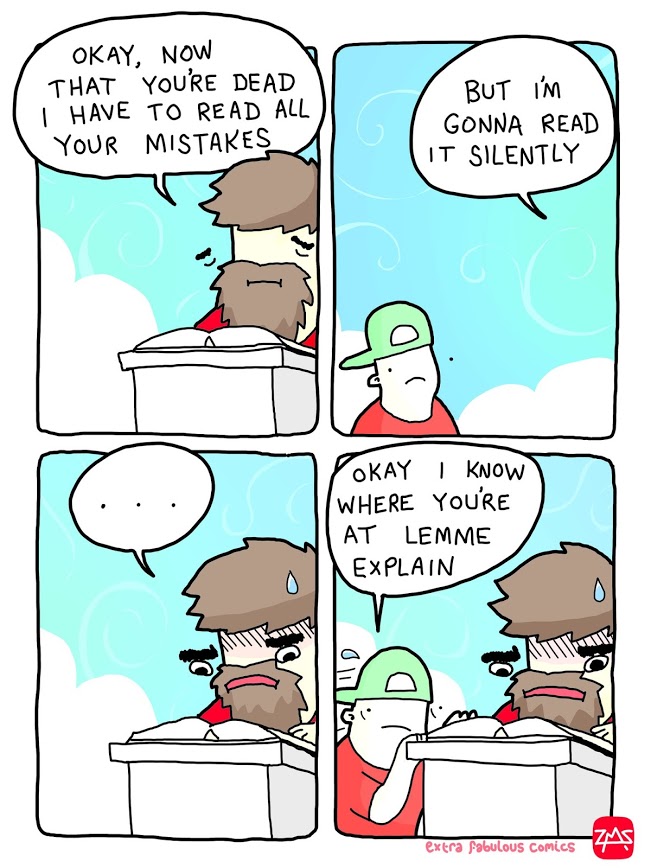 OKAY, NOW
THAT YOU'RE DEAD
I HAVE TO READ ALL
YOUR MISTAKES
BUT I'M
GONNA READ
IT SILENTLY
. . .
OKAY I KNOW
WHERE YOU'RE
AT LEMME
EXPLAIN
ZMS
extra fabulous comics